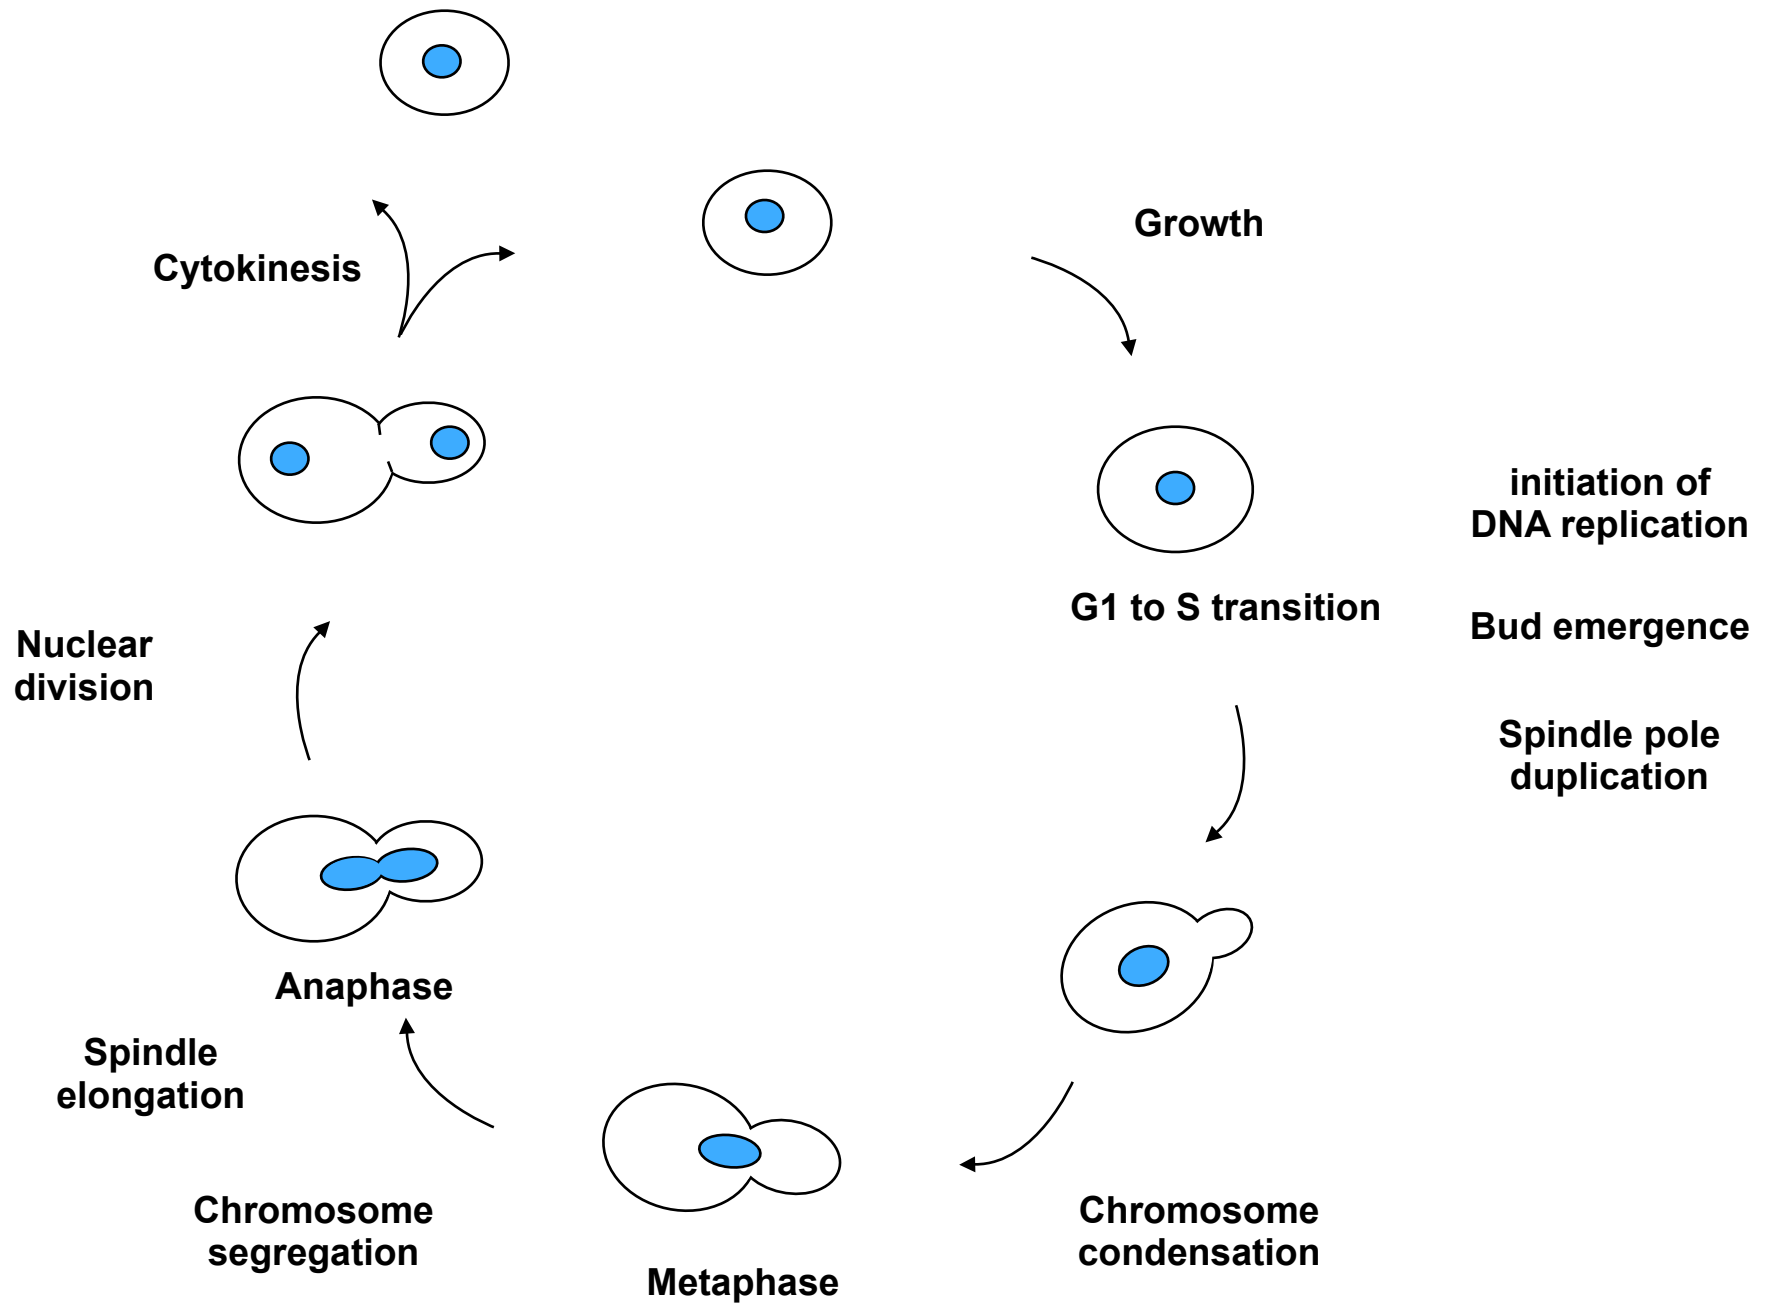 Growth
Cytokinesis
initiation of
DNA replication
G1 to S transition
Bud emergence
Nuclear
division
Spindle pole
duplication
Anaphase
Spindle
elongation
Chromosome
segregation
Chromosome
condensation
Metaphase